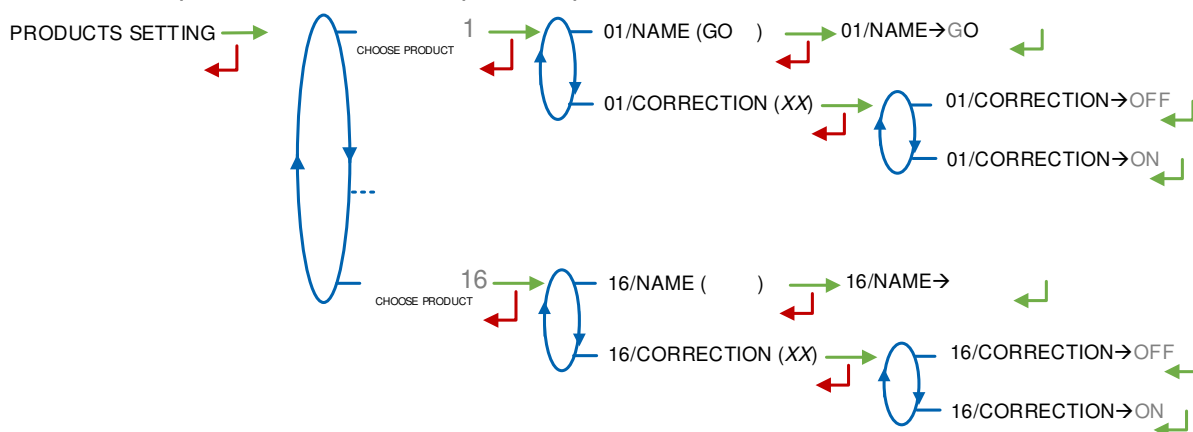 PRODUCTS SETTING
CHOOSE PRODUCT 1
01/NAME (GO )
01/NAME→GO
01/CORRECTION (XX)
01/CORRECTION→OFF
01/CORRECTION→ON
CHOOSE PRODUCT 16
16/NAME ( )
16/NAME→
16/CORRECTION (XX)
16/CORRECTION→OFF
16/CORRECTION→ON